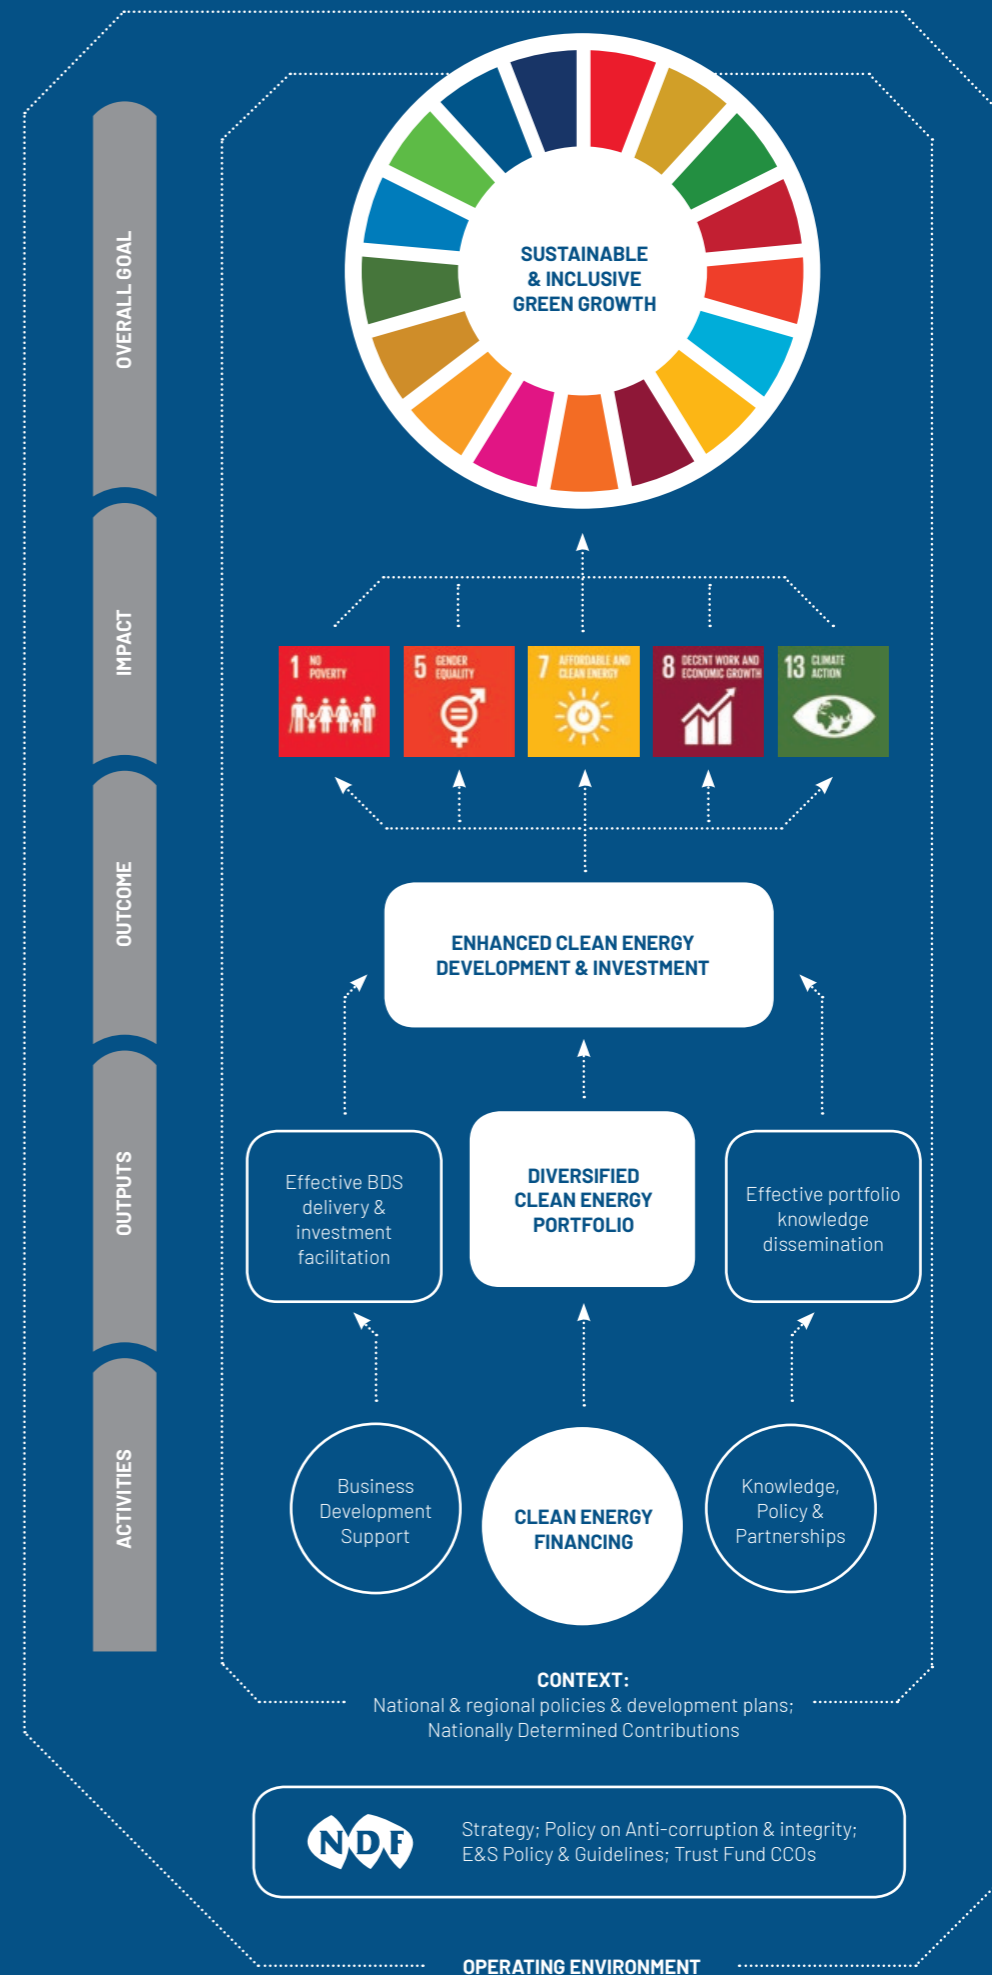 OVERALL GOAL
SUSTAINABLE
& INCLUSIVE
GREEN GROWTH
IMPACT
1 NO
POVERTY
5 GENDER
EQUALITY
7 AFFORDABLE AND
CLEAN ENERGY
8 DECENT WORK AND
ECONOMIC GROWTH
13 CLIMATE
ACTION
OUTCOME
ENHANCED CLEAN ENERGY
DEVELOPMENT & INVESTMENT
OUTPUTS
Effective BDS
delivery &
investment
facilitation
DIVERSIFIED
CLEAN ENERGY
PORTFOLIO
Effective portfolio
knowledge
dissemination
ACTIVITIES
Business
Development
Support
CLEAN ENERGY
FINANCING
Knowledge,
Policy &
Partnerships
CONTEXT:
National & regional policies & development plans;
Nationally Determined Contributions
NDF
Strategy; Policy on Anti-corruption & integrity;
E&S Policy & Guidelines; Trust Fund CCOs
OPERATING ENVIRONMENT